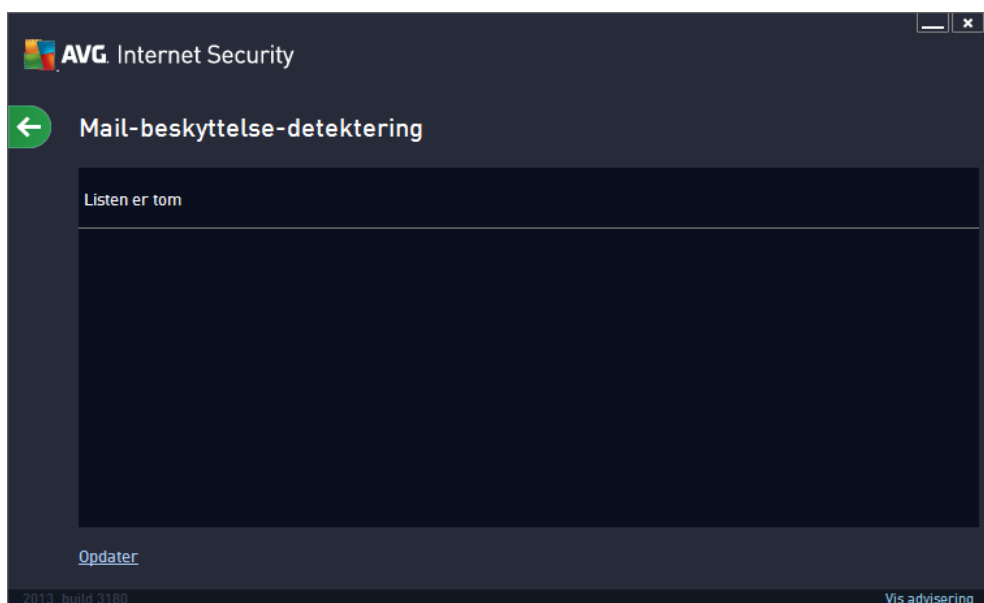 AVG. Internet Security
Mail-beskyttelse-detektering
Listen er tom
Opdater
2013 build 3180
Vis advisering